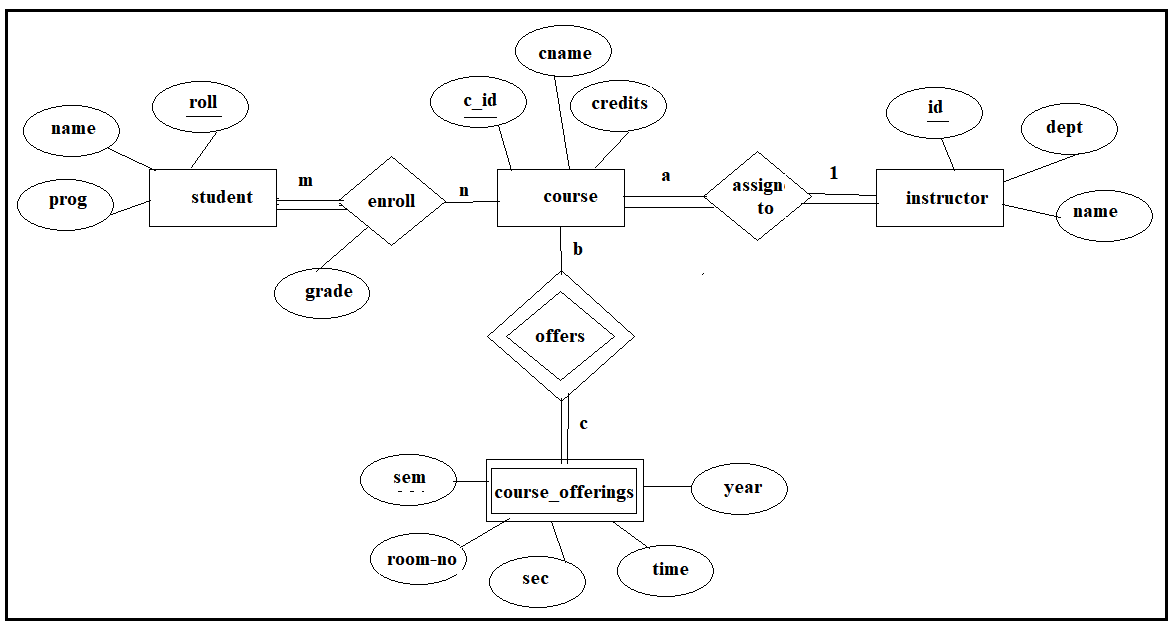 cname
c_id
credits
roll
name
prog
id
dept
name
student
m
enroll
n
course
a
assign
to
1
instructor
grade
b
offers
c
sem
course_offerings
year
room-no
sec
time